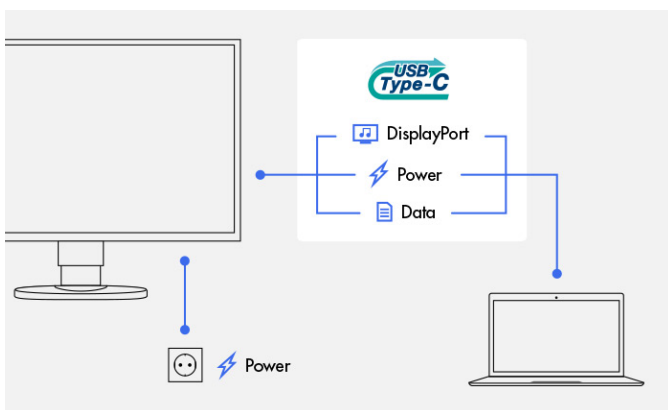 USB
Type-C
DisplayPort
Power
Data
Power